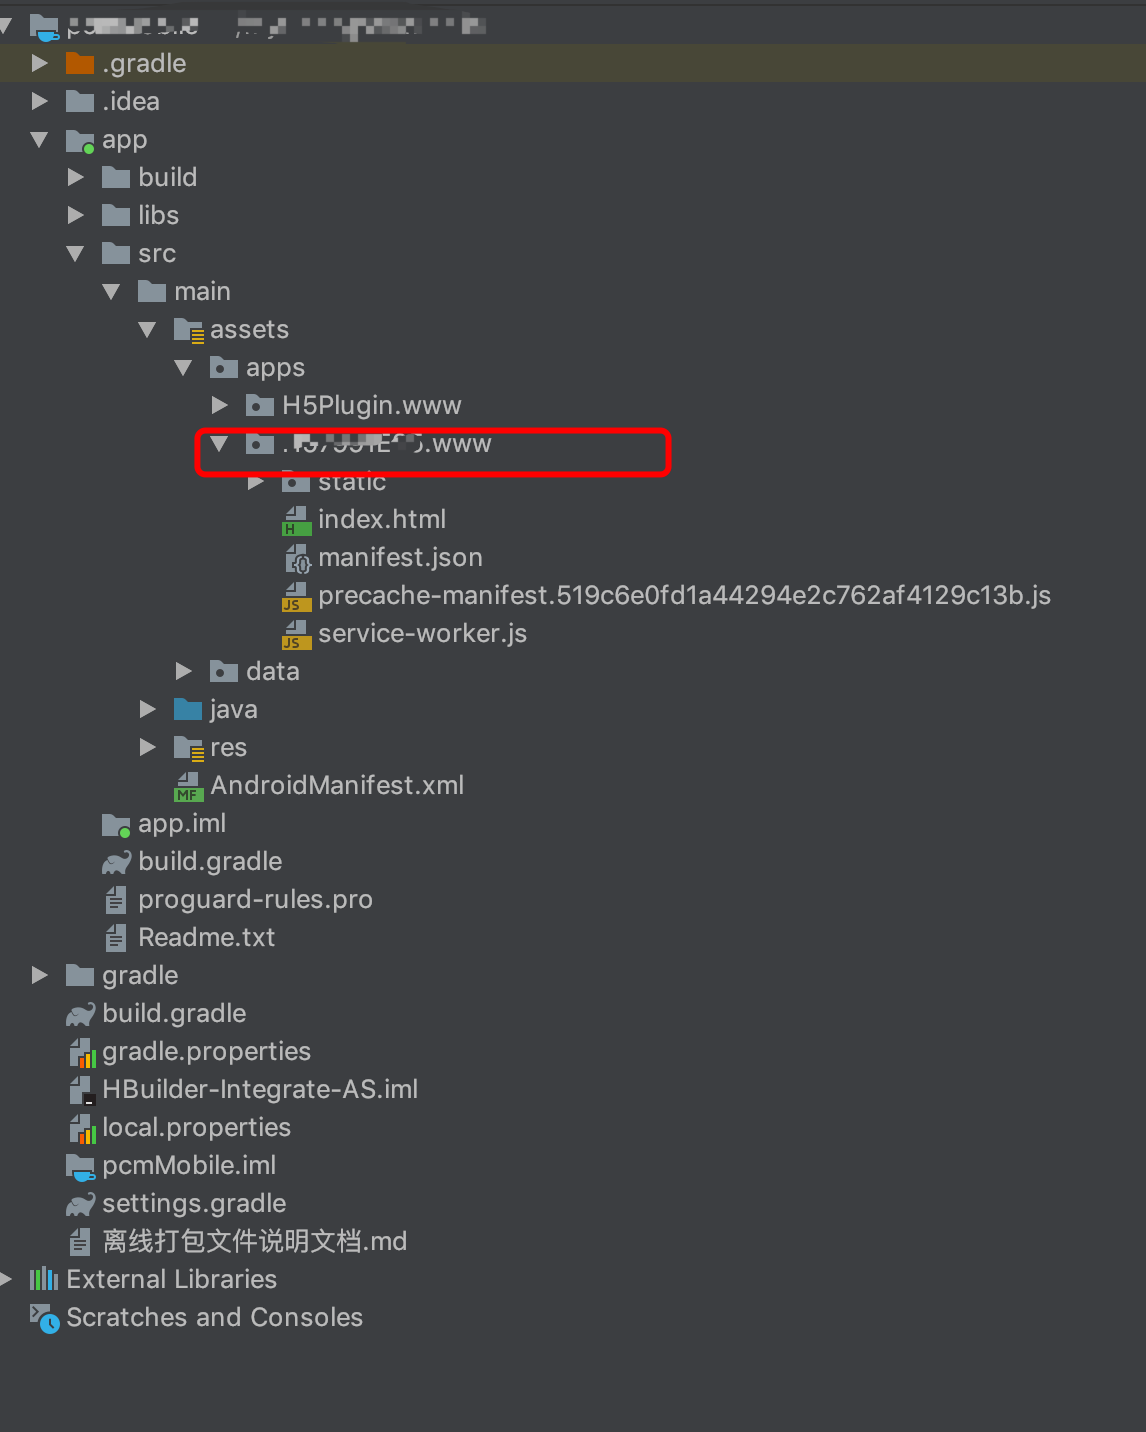 .gradle
.idea
app
build
libs
src
main
assets
apps
H5Plugin.www
.www
static
index.html
manifest.json
precache-manifest.519c6e0fd1a44294e2c762af4129c13b.js
service-worker.js
data
java
res
AndroidManifest.xml
app.iml
build.gradle
proguard-rules.pro
Readme.txt
gradle
build.gradle
gradle.properties
HBuilder-Integrate-AS.iml
local.properties
pcmMobile.iml
settings.gradle
离线打包文件说明文档.md
External Libraries
Scratches and Consoles